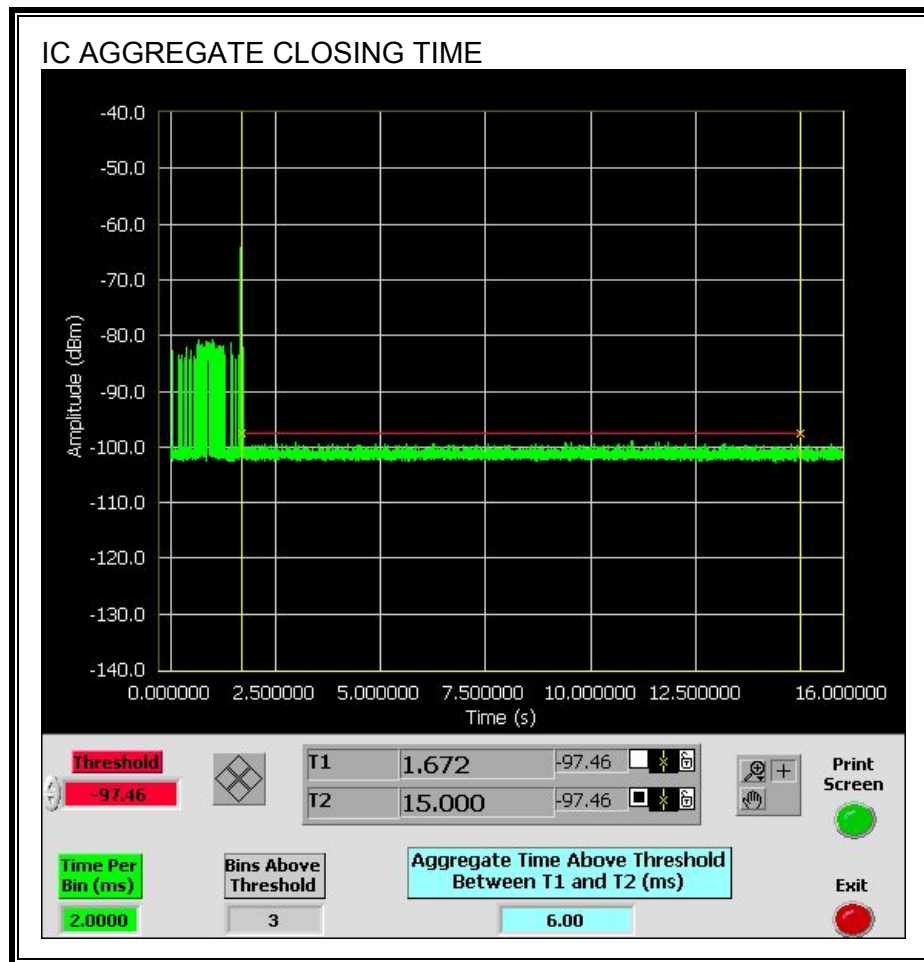 IC AGGREGATE CLOSING TIME
-40.0
-50.0
-60.0
-70.0
-80.0
-90.0
-100.0
-110.0
-120.0
-130.0
-140.0
Amplitude (dBm)
0.000000 2.500000 5.000000 7.500000 10.000000 12.500000 16.000000
Time (s)
Threshold
-97.46
T1 1.672 -97.46
T2 15.000 -97.46
Print
Screen
Time Per
Bin (ms)
2.0000
Bins Above
Threshold
3
Aggregate Time Above Threshold
Between T1 and T2 (ms)
6.00
Exit